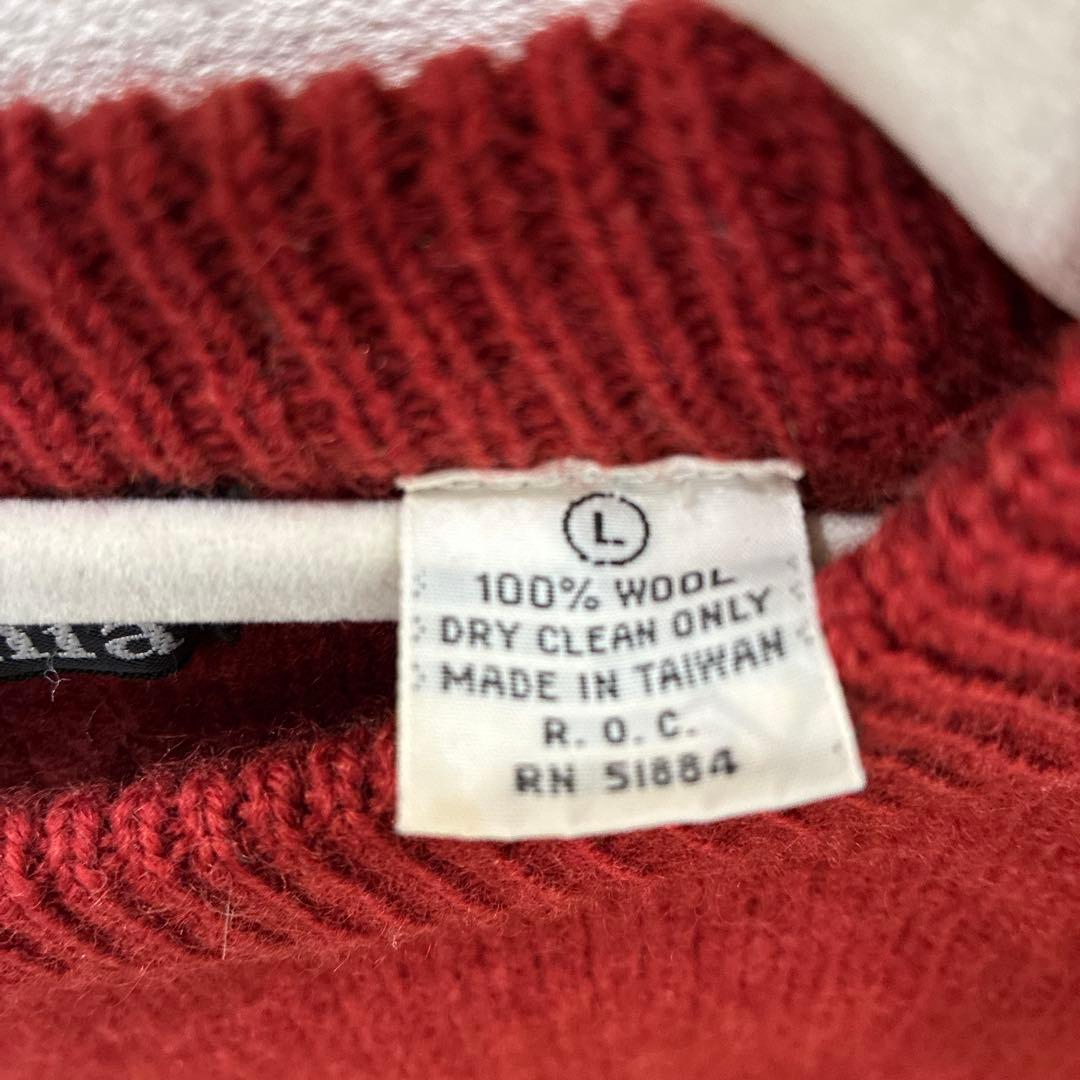 L
100% WOOL
DRY CLEAN ONLY
MADE IN TAIWAN
R. O. C.
RN 51884